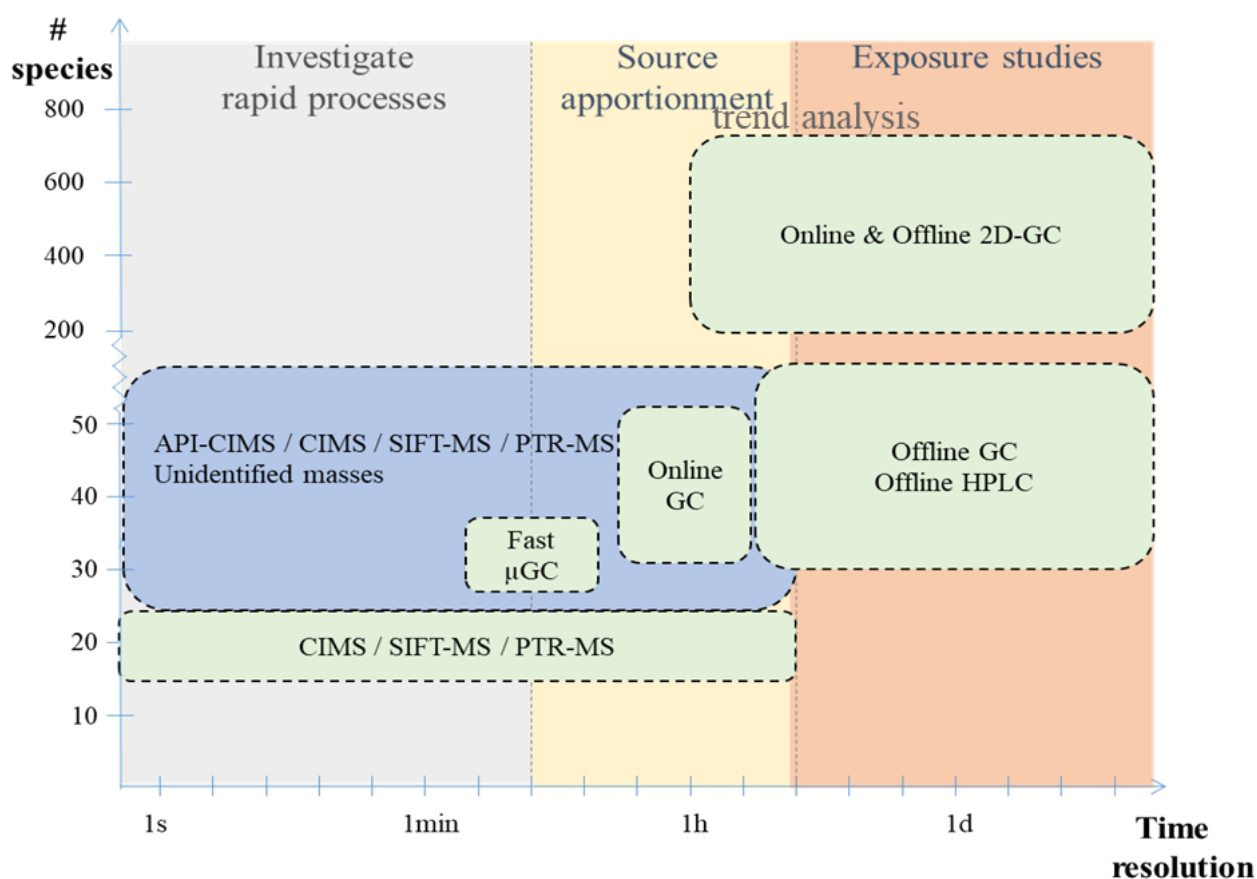 #
species
Investigate
rapid processes
Source
apportionment
Exposure studies
trend analysis
800
600
400
200
50
40
30
20
10
Online & Offline 2D-GC
API-CIMS / CIMS / SIFT-MS / PTR-MS
Unidentified masses
Online
GC
Offline GC
Offline HPLC
Fast
µGC
CIMS / SIFT-MS / PTR-MS
1s
1min
1h
1d
Time
resolution